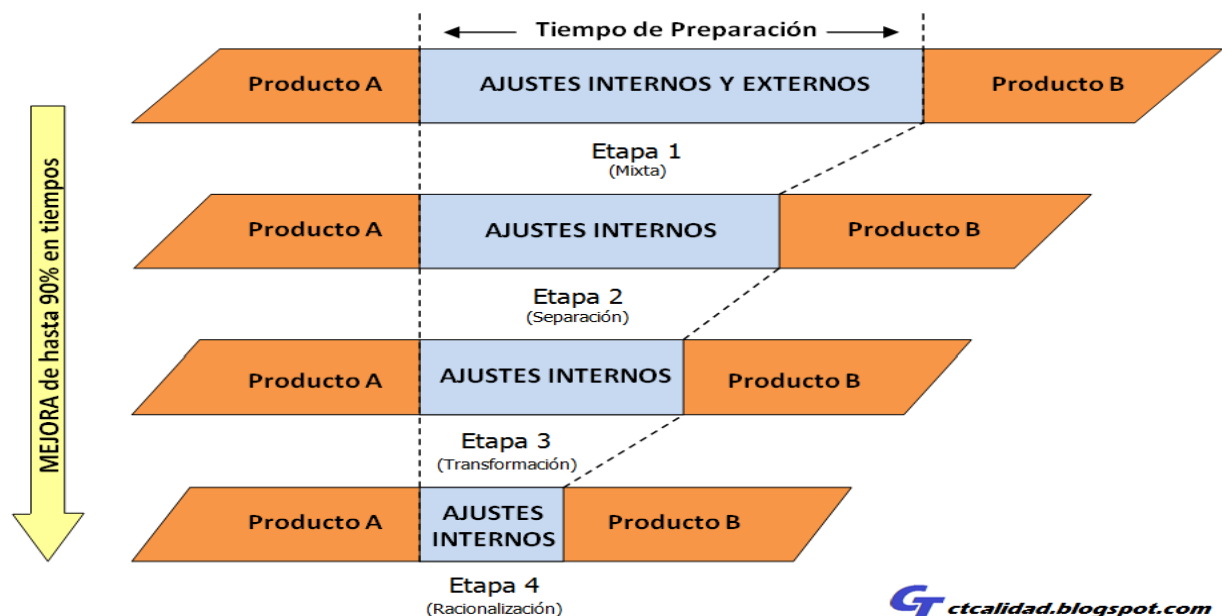 Tiempo de Preparación
Producto A
AJUSTES INTERNOS Y EXTERNOS
Producto B
Etapa 1
(Mixta)
Producto A
AJUSTES INTERNOS
Producto B
Etapa 2
(Separación)
Producto A
AJUSTES INTERNOS
Producto B
Etapa 3
(Transformación)
Producto A
AJUSTES
INTERNOS
Producto B
Etapa 4
(Racionalización)
MEJORA de hasta 90% en tiempos
CT ctcalidad.blogspot.com